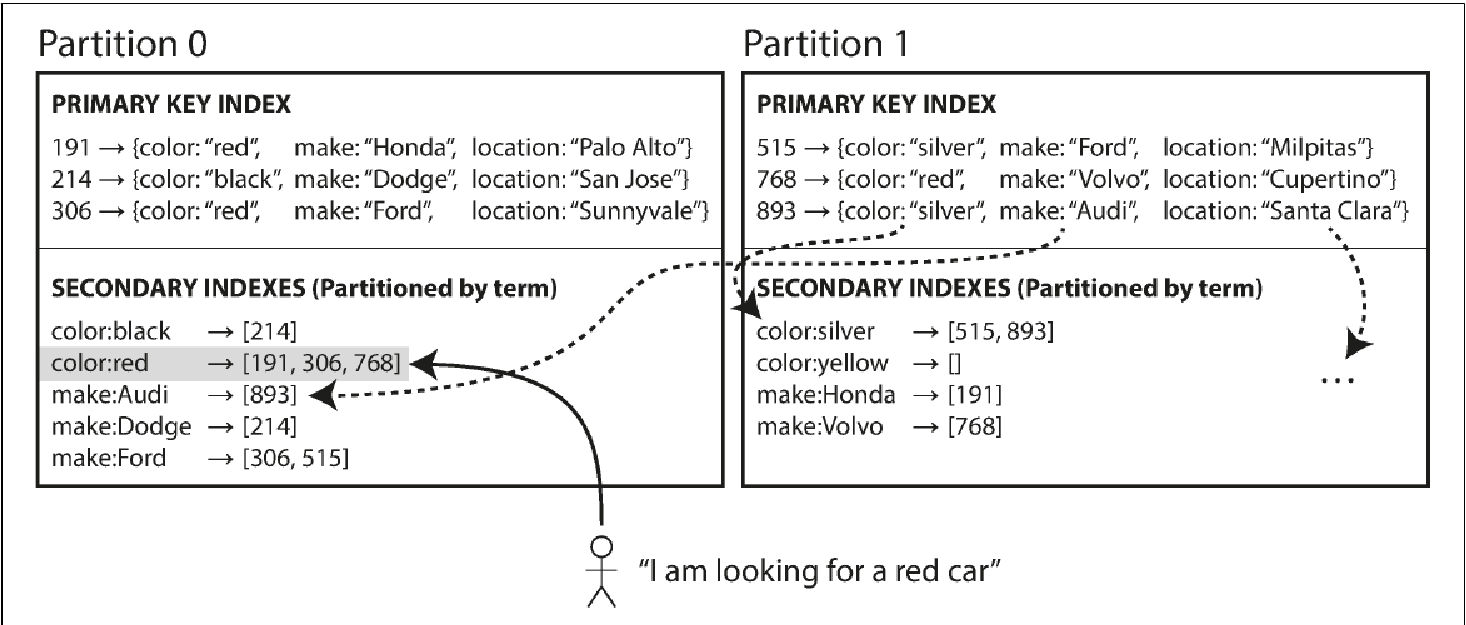 Partition 0
PRIMARY KEY INDEX
191 → {color: “red”, make: “Honda”, location: “Palo Alto”}
214 → {color: “black”, make: “Dodge”, location: “San Jose”}
306 → {color: “red”, make: “Ford”, location: “Sunnyvale”}
SECONDARY INDEXES (Partitioned by term)
color:black → [214]
color:red → [191, 306, 768]
make:Audi → [893]
make:Dodge → [214]
make:Ford → [306, 515]
Partition 1
PRIMARY KEY INDEX
515 → {color: “silver”, make: “Ford”, location: “Milpitas”}
768 → {color: “red”, make: “Volvo”, location: “Cupertino”}
893 → {color: “silver”, make: “Audi”, location: “Santa Clara”}
SECONDARY INDEXES (Partitioned by term)
color:silver → [515, 893]
color:yellow → []
make:Honda → [191]
make:Volvo → [768]
...
“I am looking for a red car”